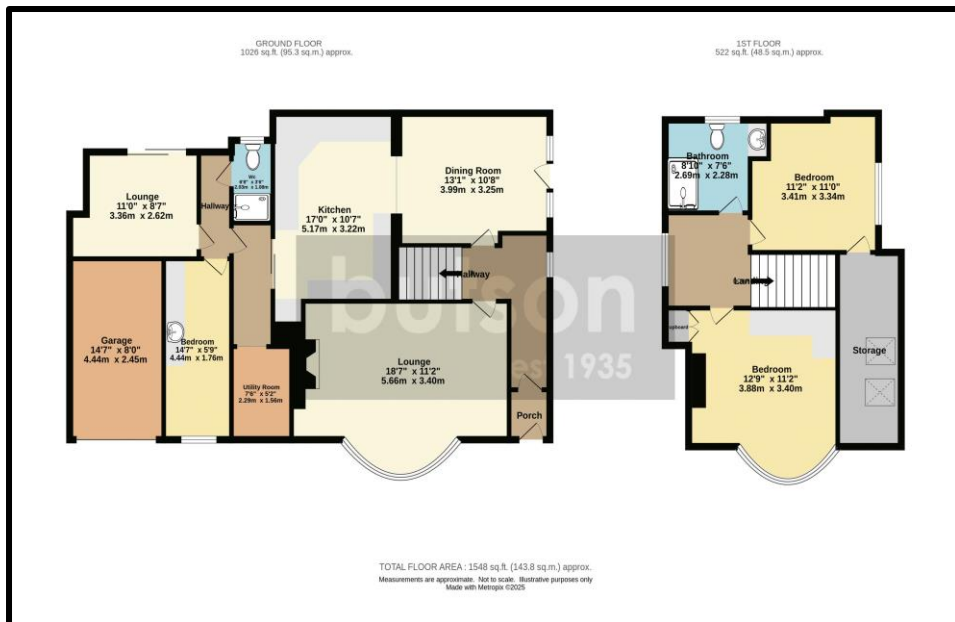 GROUND FLOOR
1026 sq.ft. (95.3 sq.m.) approx.
1ST FLOOR
522 sq.ft. (48.5 sq.m.) approx.
Lounge
11'0" x 8'7"
3.36m x 2.62m
Hallway
Kitchen
17'0" x 10'7"
5.17m x 3.22m
Dining Room
13'1" x 10'8"
3.99m x 3.25m
Garage
14'7" x 8'0"
4.44m x 2.45m
Bedroom
14'7" x 5'9"
4.44m x 1.76m
Utility Room
7'6" x 5'2"
2.29m x 1.56m
Hallway
Lounge
18'7" x 11'2"
5.66m x 3.40m
Porch
Bathroom
8'10" x 7'6"
2.69m x 2.28m
Bedroom
11'2" x 11'0"
3.41m x 3.34m
Landing
Bedroom
12'9" x 11'2"
3.88m x 3.40m
Storage
butson
est 1935
TOTAL FLOOR AREA : 1548 sq.ft. (143.8 sq.m.) approx.
Measurements are approximate. Not to scale. Illustrative purposes only
Made with Metropix ©2025